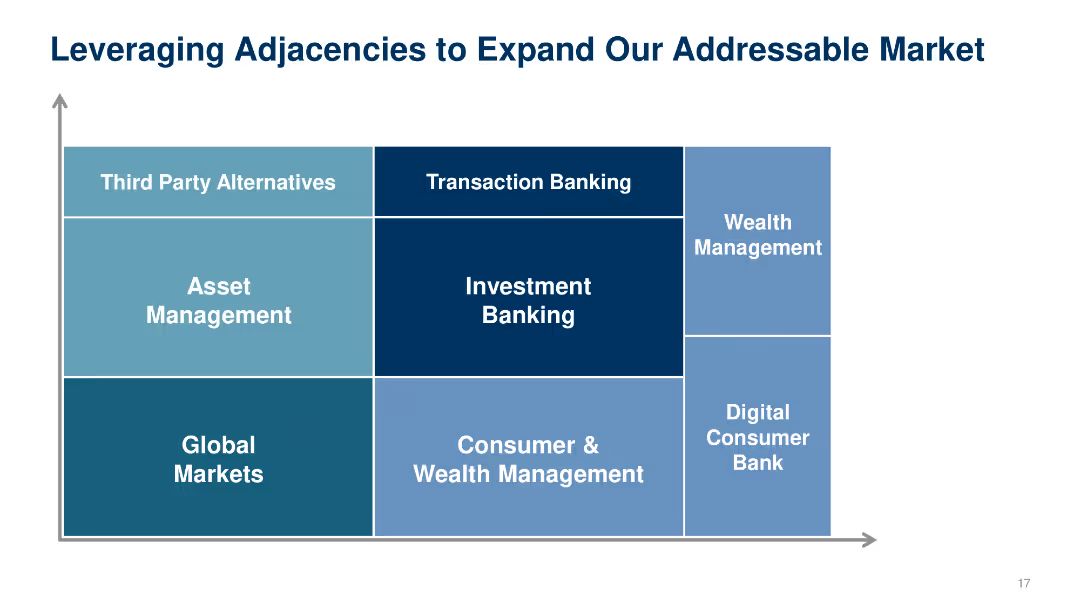 Leveraging Adjacencies to Expand Our Addressable Market
Third Party Alternatives
Transaction Banking
Wealth
Management
Asset
Management
Investment
Banking
Global
Markets
Consumer &
Wealth Management
Digital
Consumer
Bank
17